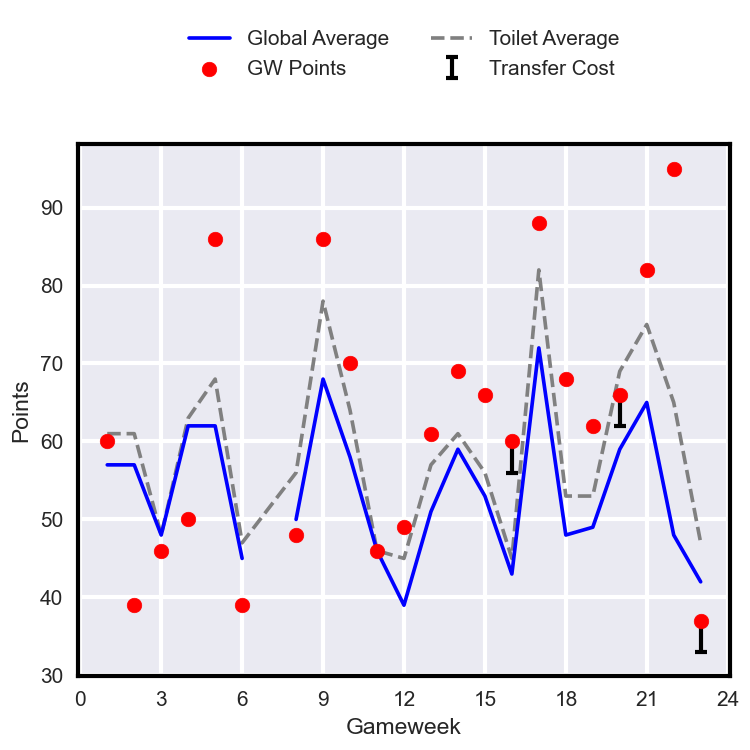 Global Average
Toilet Average
GW Points
Transfer Cost
90
80
70
60
50
40
30
Points
0 3 6 9 12 15 18 21 24
Gameweek